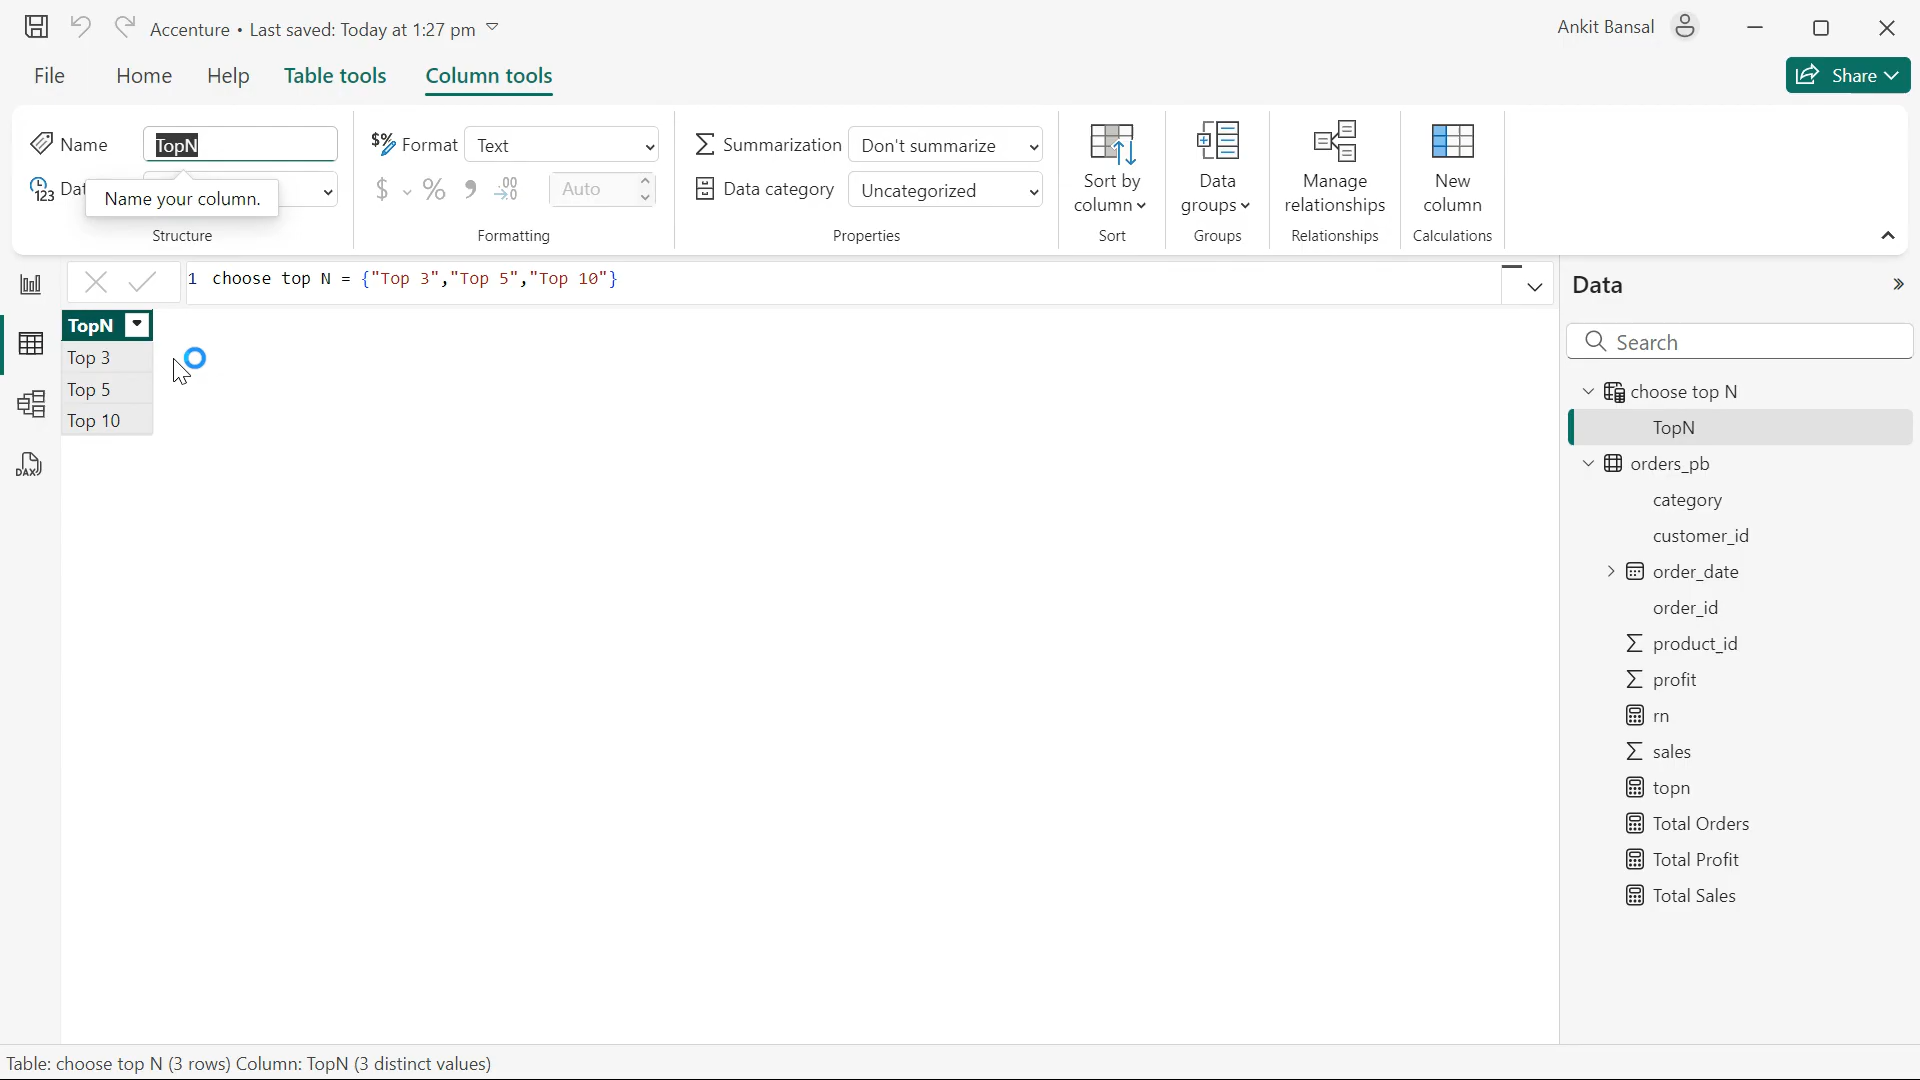 Accenture • Last saved: Today at 1:27 pm
Ankit Bansal
File Home Help Table tools Column tools
Share
Name TopN
Name your column.
Structure
$% Format Text
$ % 9 .00 Auto
Formatting
Summarization Don't summarize
Data category Uncategorized
Properties
Sort by
column
Sort
Data
groups
Groups
Manage
relationships
Relationships
New
column
Calculations
1 choose top N = {"Top 3","Top 5","Top 10"}
TopN
Top 3
Top 5
Top 10
DAX
Data
Search
choose top N
TopN
orders_pb
category
customer_id
order_date
order_id
product_id
profit
rn
sales
topn
Total Orders
Total Profit
Total Sales
Table: choose top N (3 rows) Column: TopN (3 distinct values)